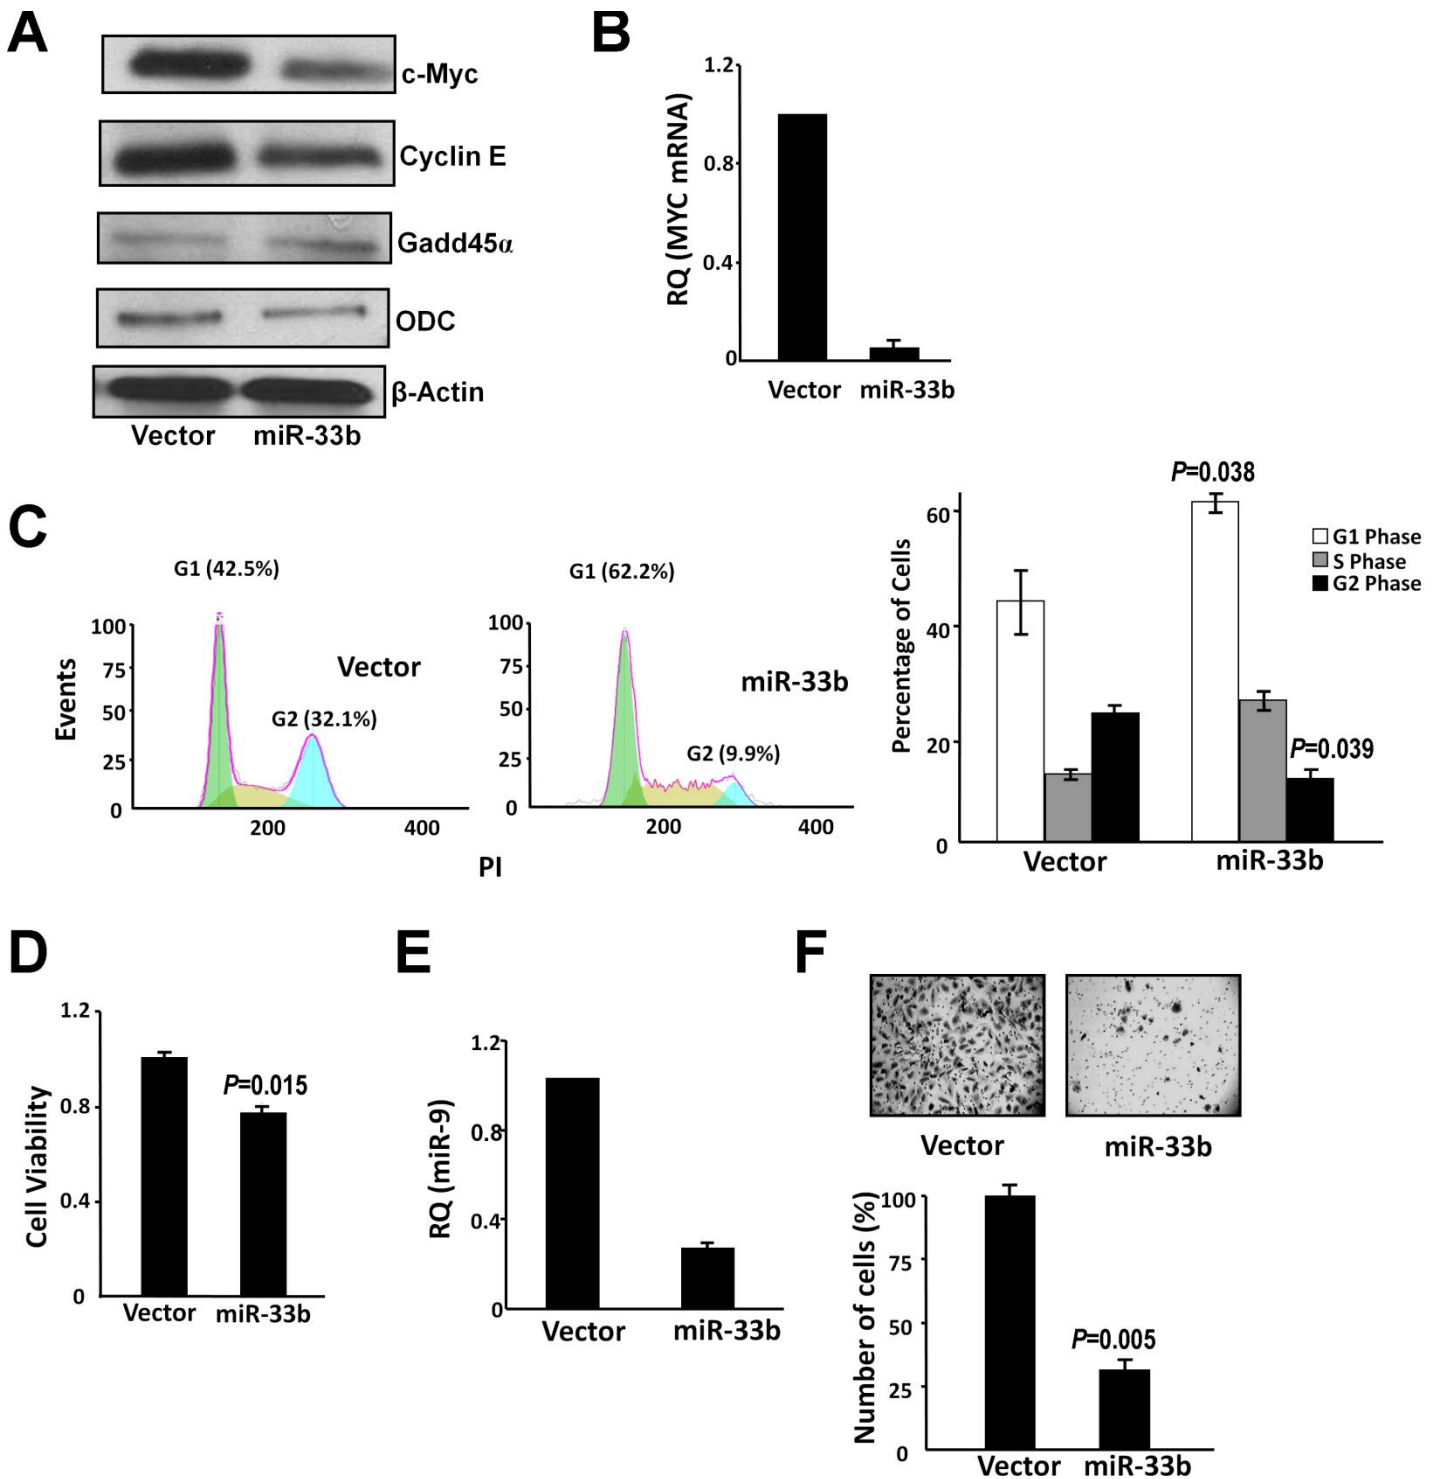 A
c-Myc
Cyclin E
Gadd45α
ODC
β-Actin
Vector miR-33b
B
RQ (MYC mRNA)
1.2
0.8
0.4
0
Vector miR-33b
C
G1 (42.5%)
Events
100
75
50
25
0
Vector
G2 (32.1%)
200 400
G1 (62.2%)
100
75
50
25
0
miR-33b
G2 (9.9%)
200 400
PI
Percentage of Cells
60
40
20
0
P=0.038
P=0.039
G1 Phase
S Phase
G2 Phase
Vector miR-33b
D
Cell Viability
1.2
0.8
0.4
0
P=0.015
Vector miR-33b
E
RQ (miR-9)
1.2
0.8
0.4
0
Vector miR-33b
F
Vector miR-33b
Number of cells (%)
100
75
50
25
0
P=0.005
Vector miR-33b